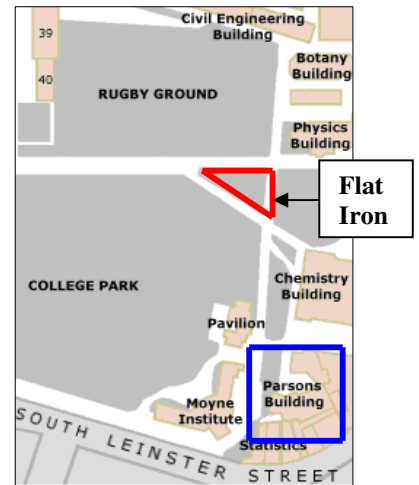 39
Civil Engineering
Building
40
Botany
Building
RUGBY GROUND
Physics
Building
Flat
Iron
COLLEGE PARK
Chemistry
Building
Pavilion
Parsons
Building
Moyne
Institute
Statistics
SOUTH LEINSTER STREET